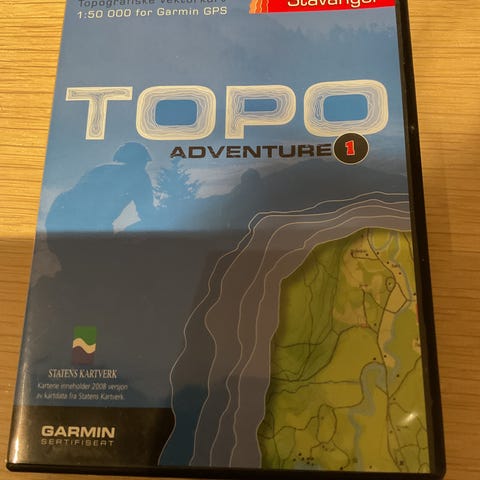 Topografiske vektorkart
Stavanger
1:50 000 for Garmin GPS
TOPO
ADVENTURE 1
STATENS KARTVERK
Kartene inneholder 2008 versjon
av kartdata fra Statens Kartverk.
GARMIN
SERTIFISERT